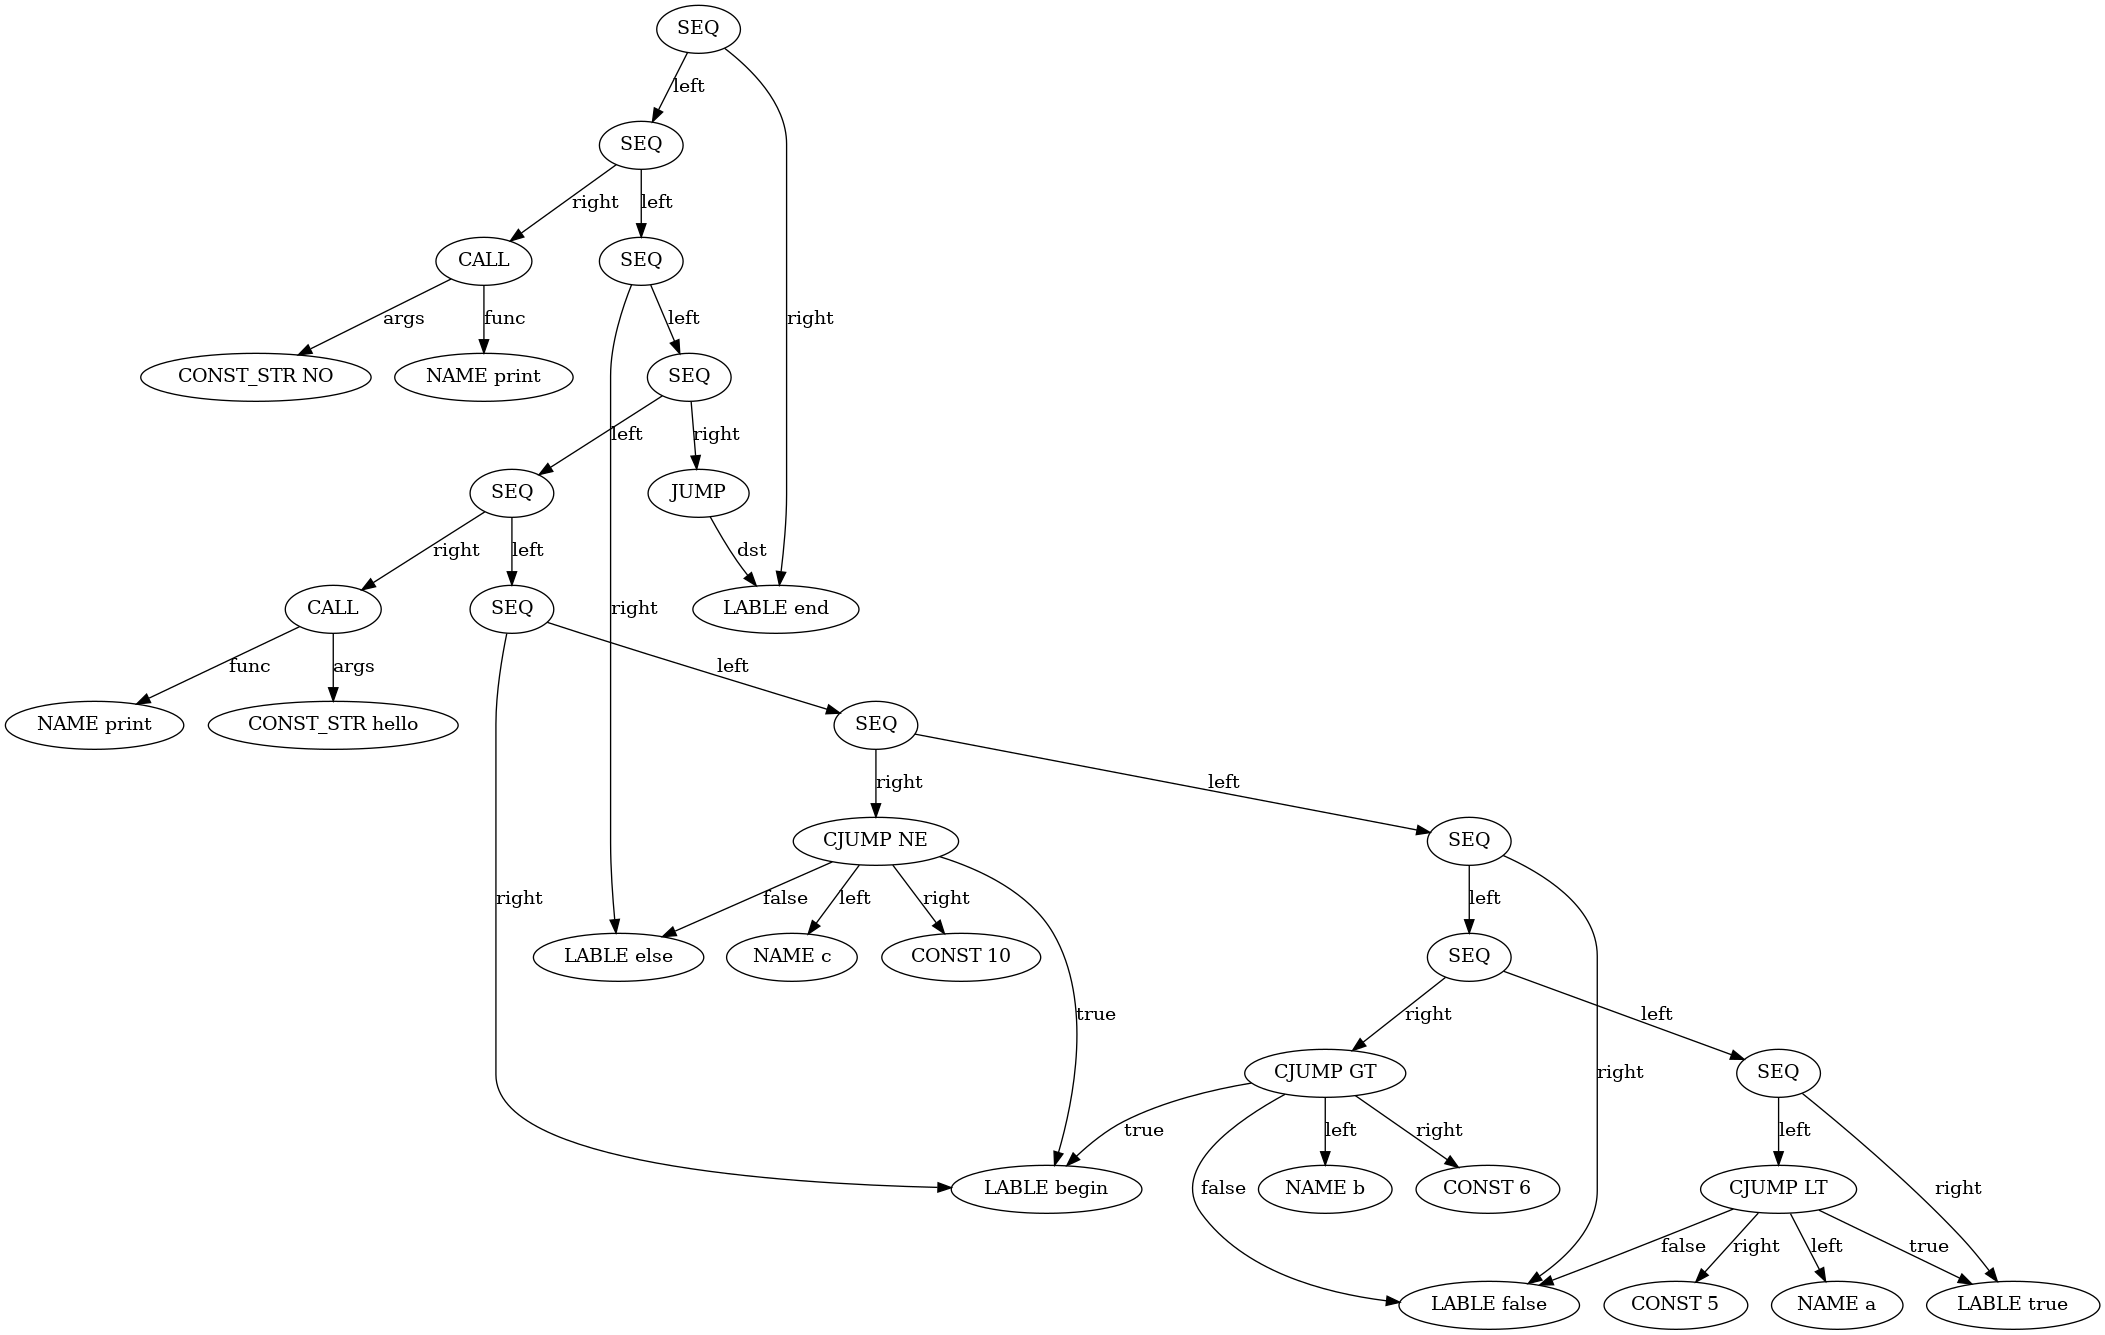 SEQ
left
SEQ
right
left
CALL
SEQ
args
func
left
right
CONST_STR NO
NAME print
SEQ
left
right
SEQ
JUMP
right
left
dst
CALL
SEQ
right
LABLE end
func
args
left
NAME print
CONST_STR hello
SEQ
right
left
CJUMP NE
SEQ
right
false
left
right
left
LABLE else
NAME c
CONST 10
SEQ
true
right
left
CJUMP GT
right
SEQ
true
left
right
left
LABLE begin
false
NAME b
CONST 6
CJUMP LT
right
false
right
left
true
LABLE false
CONST 5
NAME a
LABLE true